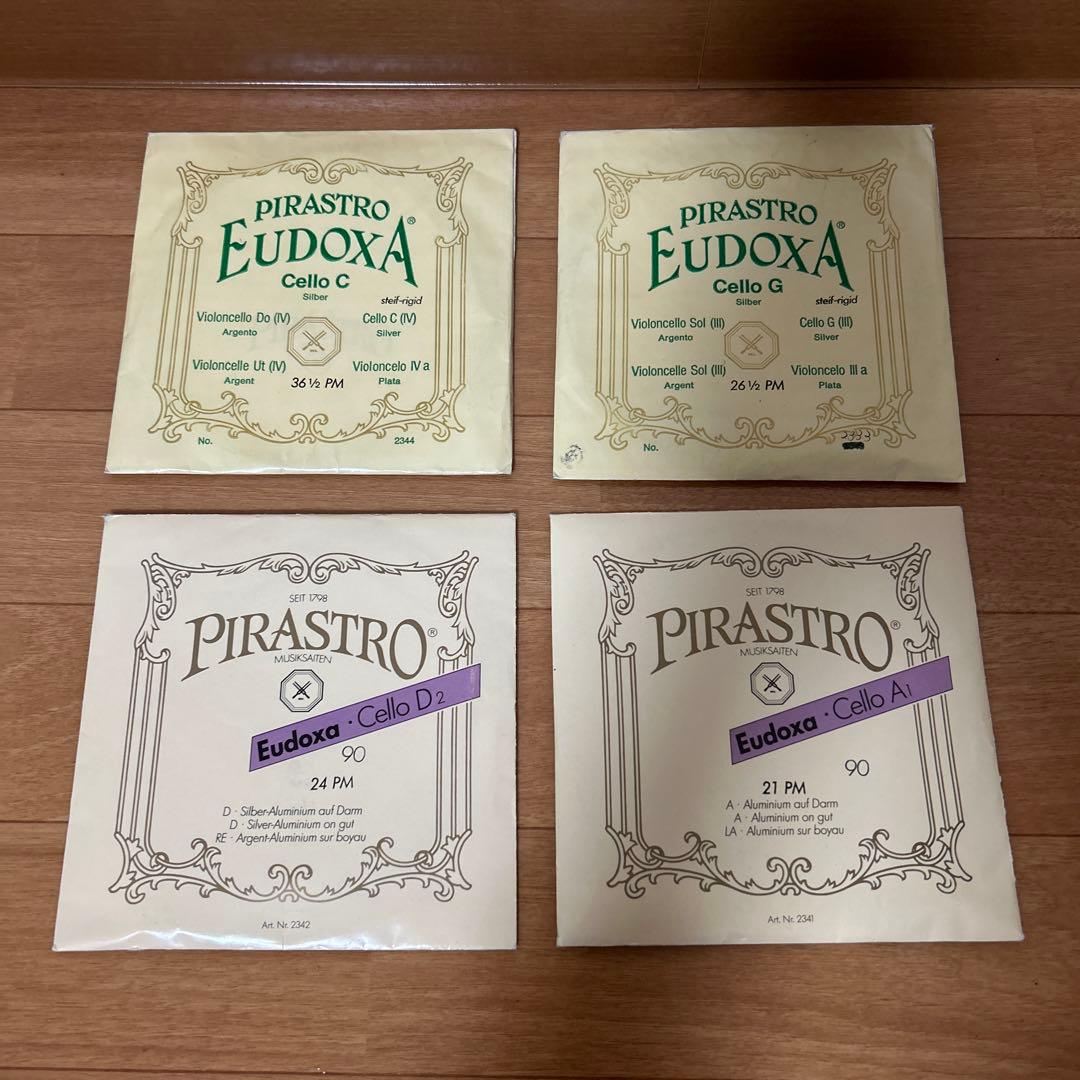 PIRASTRO
EUDOXA®
Cello C
Silber
steif-rigid
Violoncello Do (IV)
Argento
Cello C (IV)
Silver
Violoncelle Ut (IV)
Argent
36 ½ PM
Violoncelo IV a
Plata
No.
2344
PIRASTRO
EUDOXA®
Cello G
Silber
steif-rigid
Violoncello Sol (III)
Argento
Cello G (III)
Silver
Violoncelle Sol (III)
Argent
26 ½ PM
Violoncelo III a
Plata
No.
SEIT 1798
PIRASTRO®
MUSIKSAITEN
Eudoxa · Cello D2
90
24 PM
D · Silber-Aluminium auf Darm
D · Silver-Aluminium on gut
RE · Argent-Aluminium sur boyau
Art. Nr. 2342
SEIT 1798
PIRASTRO®
MUSIKSAITEN
Eudoxa · Cello A1
90
21 PM
A · Aluminium auf Darm
A · Aluminium on gut
LA · Aluminium sur boyau
Art. Nr. 2341